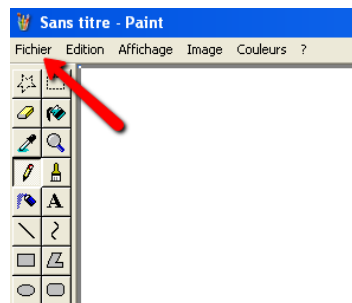 Sans titre - Paint
Fichier Edition Affichage Image Couleurs ?
A